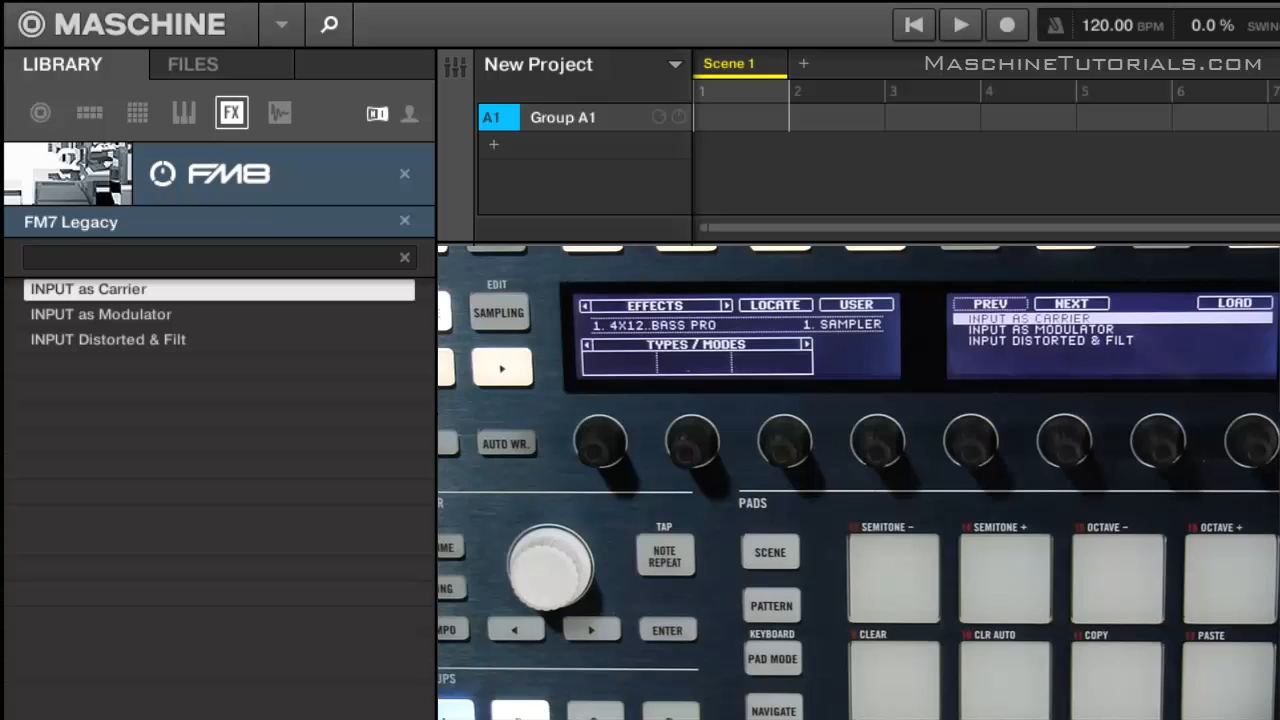 MASCHINE
120.00 BPM
0.0 %
LIBRARY
FILES
New Project
Scene 1
+
MASCHINETUTORIALS.COM
1 2 3 4 5 6 7
FX
NI
A1 Group A1
+
FM8
FM7 Legacy
INPUT as Carrier
INPUT as Modulator
INPUT Distorted & Filt
EDIT
SAMPLING
EFFECTS LOCATE USER
1. 4X12..BASS PRO 1. SAMPLER
TYPES / MODES
PREV NEXT LOAD
INPUT AS CARRIER
INPUT AS MODULATOR
INPUT DISTORTED & FILT
AUTO WR.
PADS
TAP
NOTE
REPEAT
ENTER
SCENE
PATTERN
KEYBOARD
PAD MODE
NAVIGATE
SEMITONE -
SEMITONE +
OCTAVE -
OCTAVE +
CLEAR
CLR AUTO
COPY
PASTE